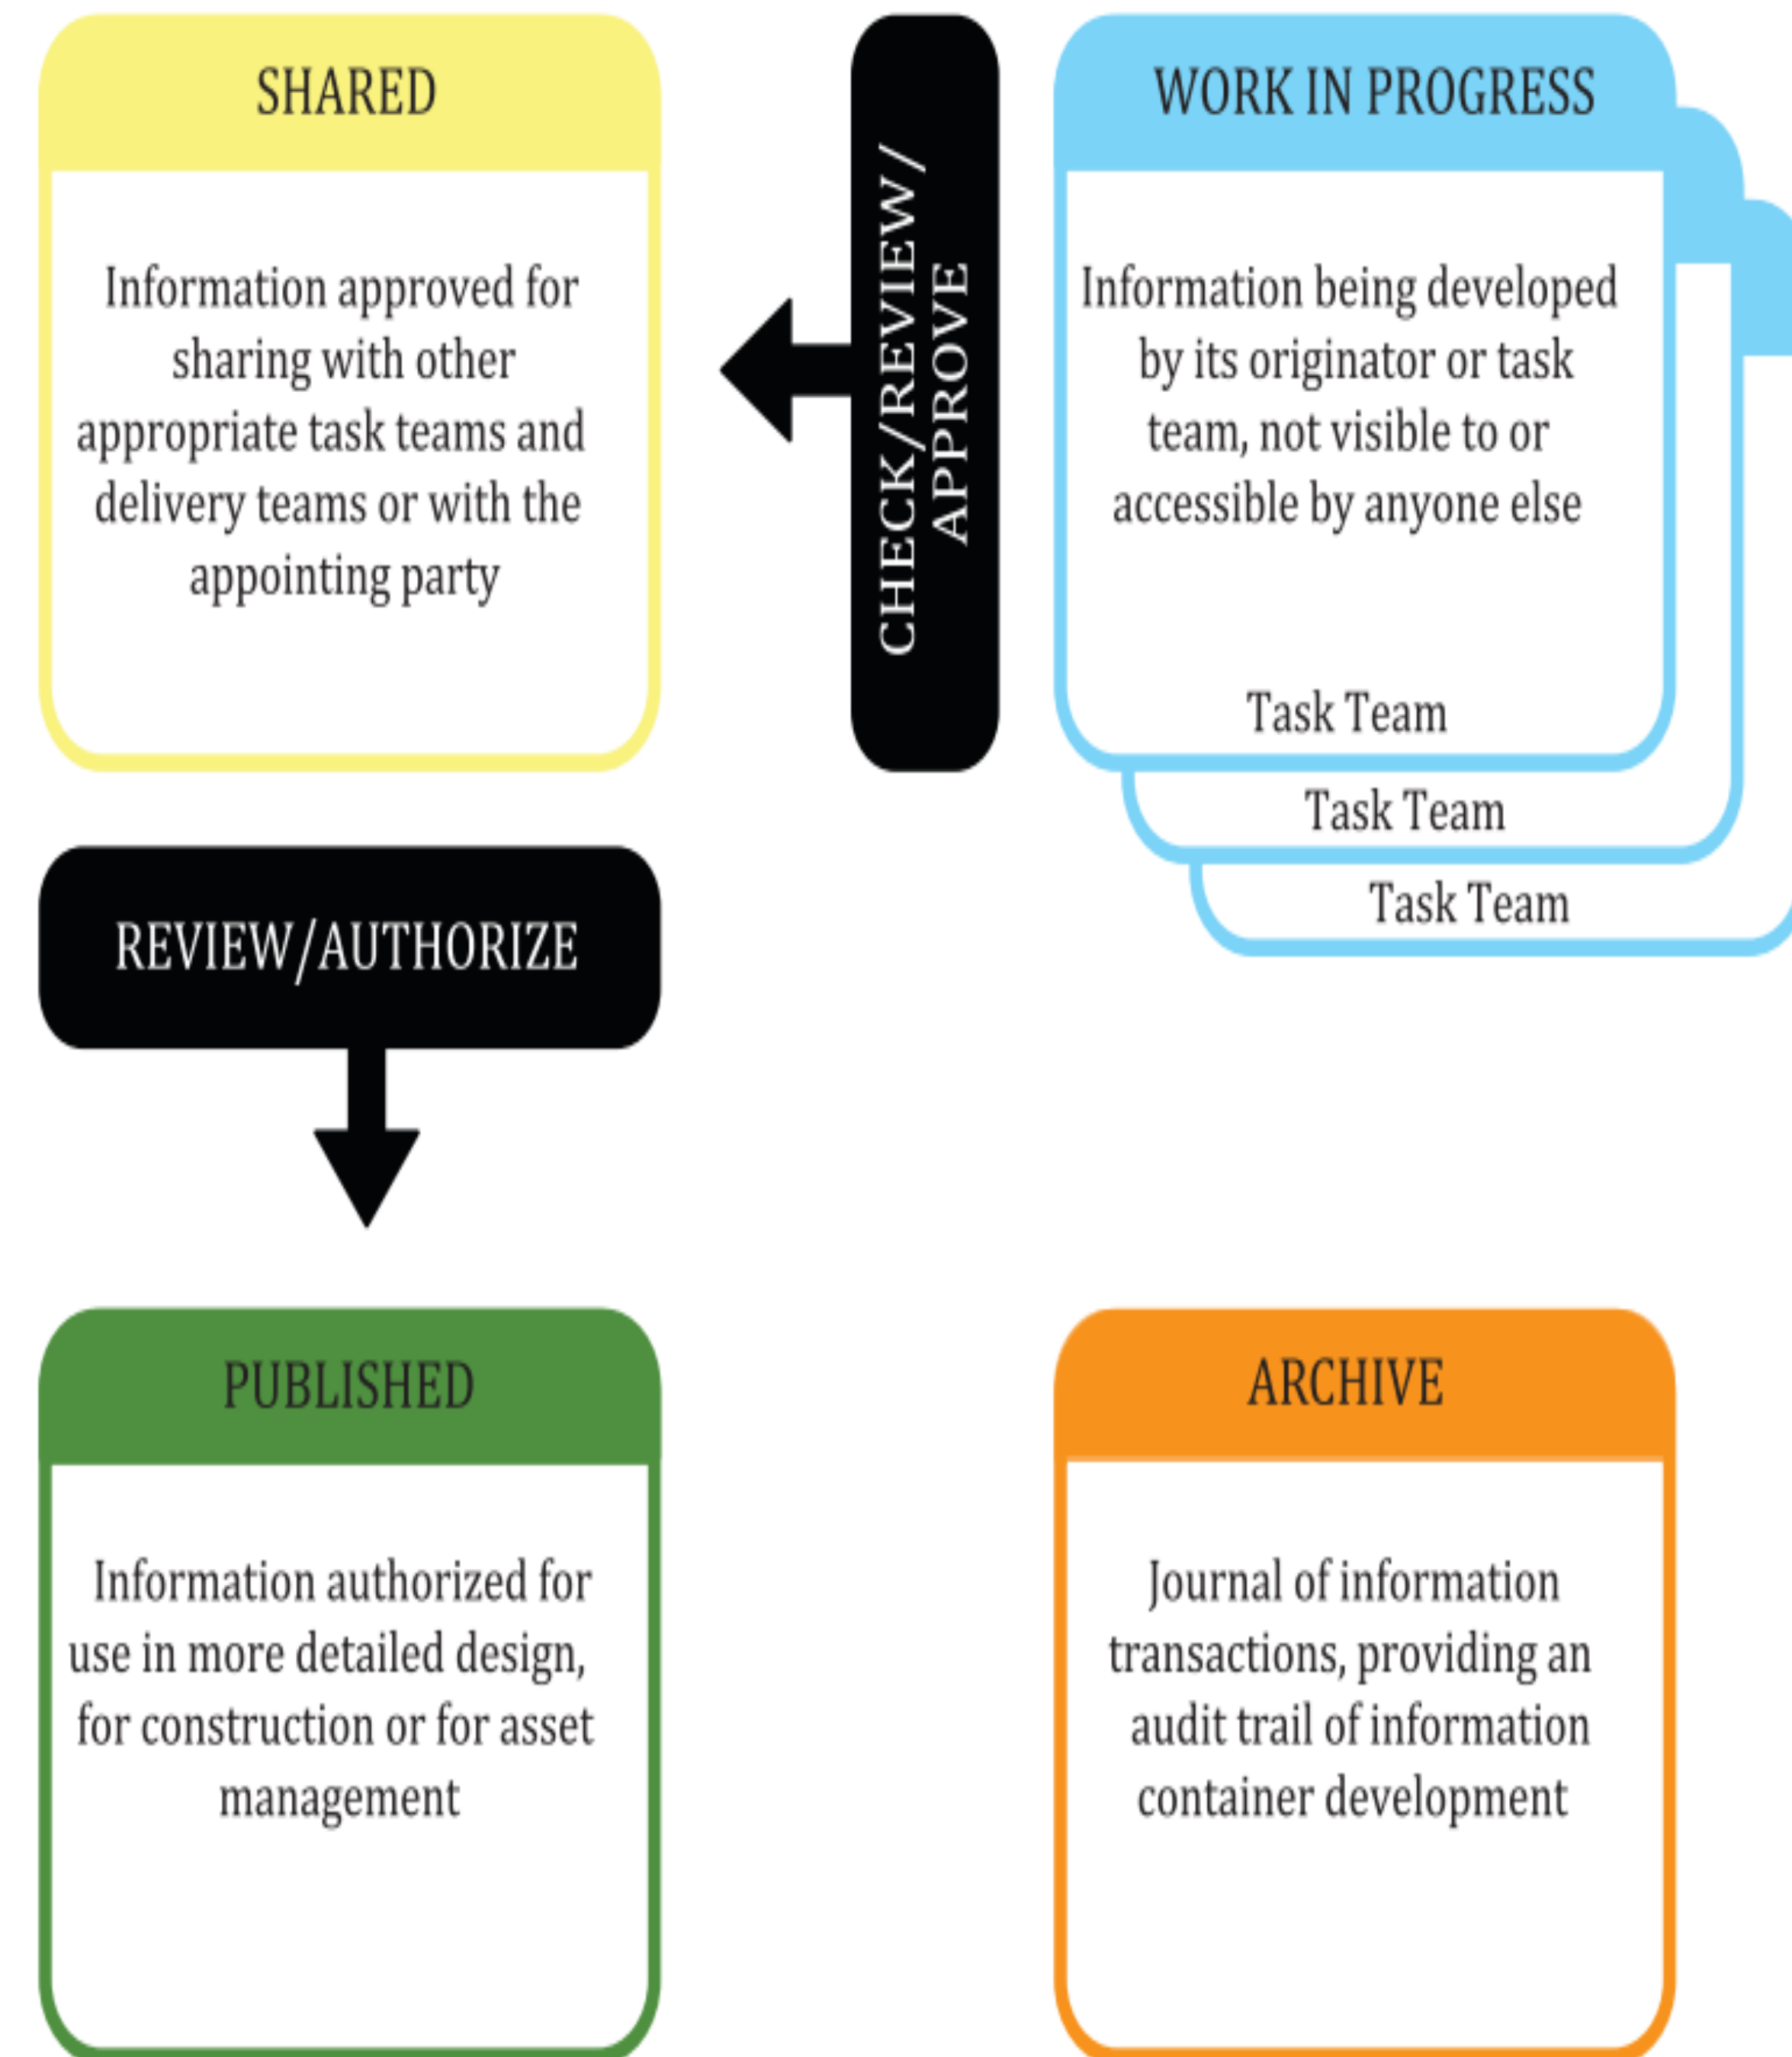 SHARED
Information approved for
sharing with other
appropriate task teams and
delivery teams or with the
appointing party
CHECK/REVIEW/
APPROVE
WORK IN PROGRESS
Information being developed
by its originator or task
team, not visible to or
accessible by anyone else
Task Team
Task Team
Task Team
REVIEW/AUTHORIZE
PUBLISHED
Information authorized for
use in more detailed design,
for construction or for asset
management
ARCHIVE
Journal of information
transactions, providing an
audit trail of information
container development